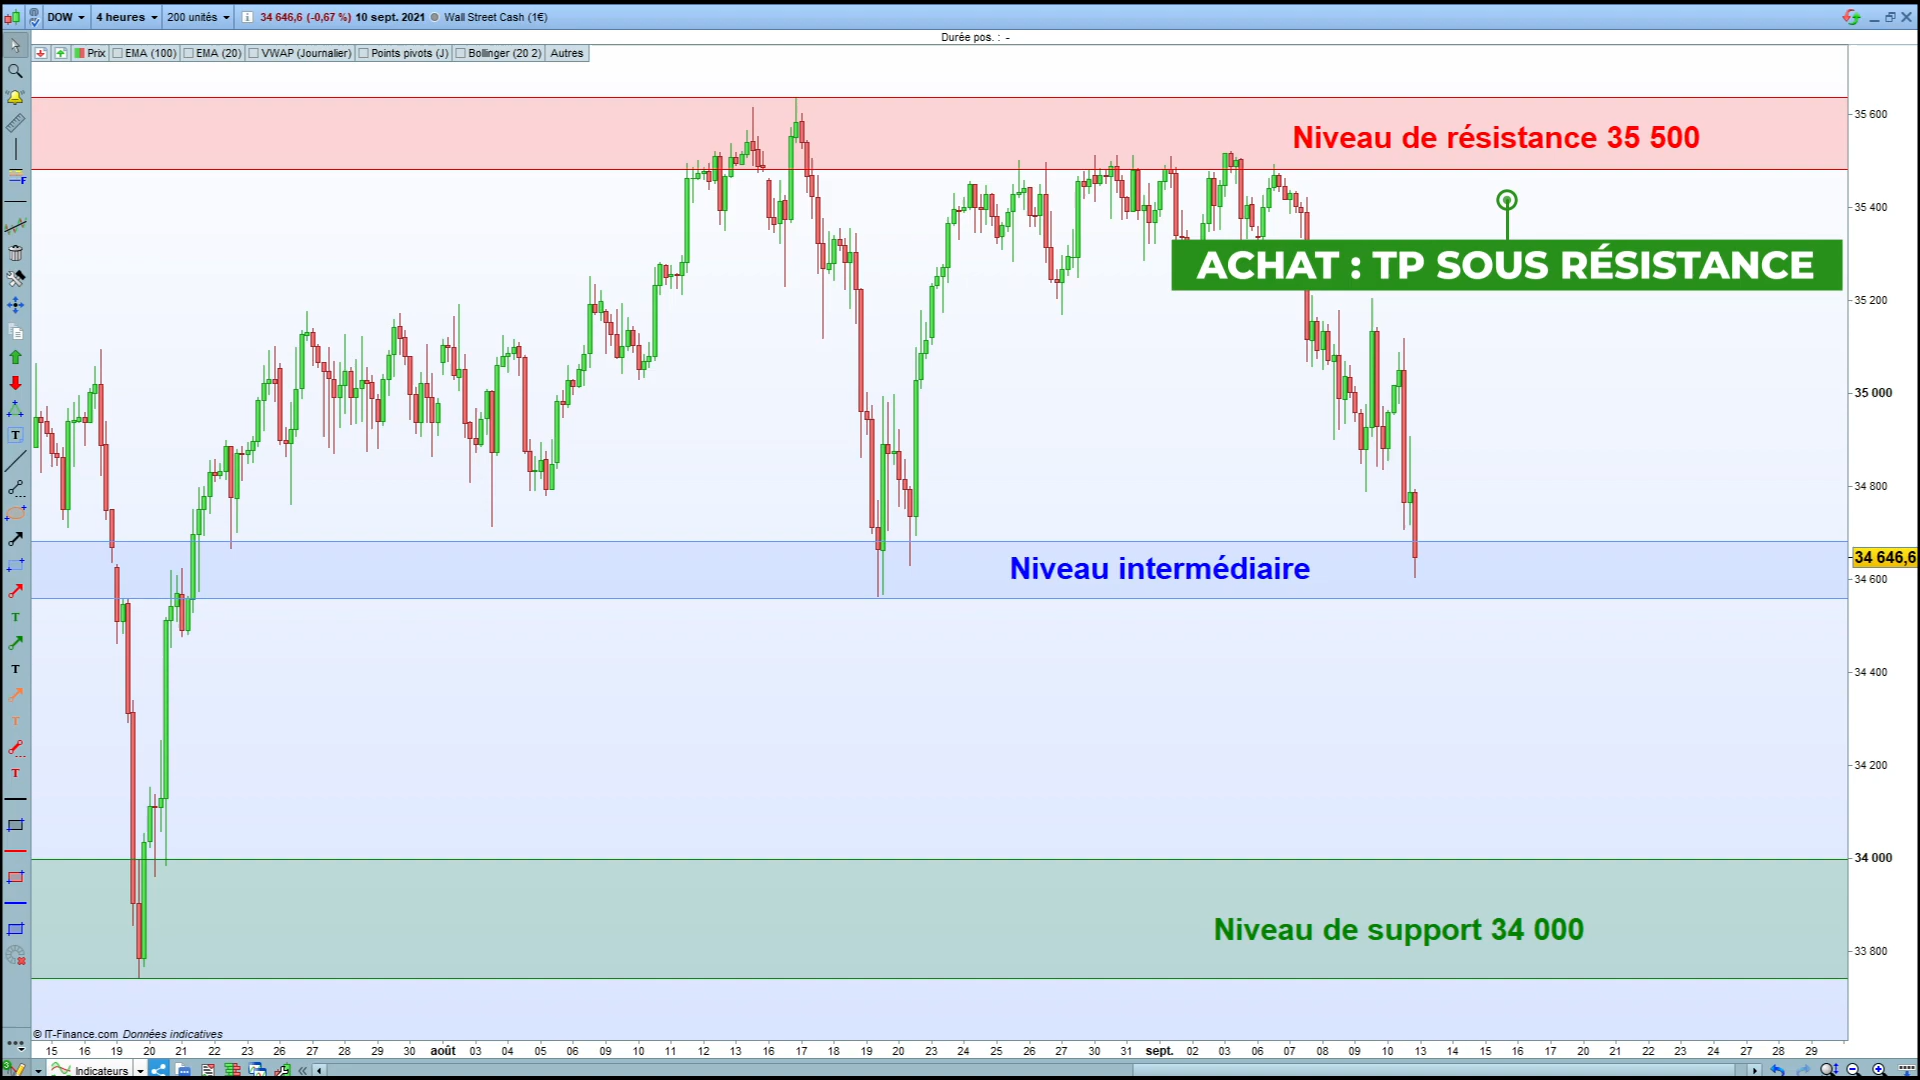 DOW 4 heures 200 unités 34 646,6 (-0,67 %) 10 sept. 2021 Wall Street Cash (1€)
Durée pos. : -
Prix EMA (100) EMA (20) VWAP (Journalier) Points pivots (J) Bollinger (20 2) Autres
35 600
Niveau de résistance 35 500
35 400
ACHAT : TP SOUS RÉSISTANCE
35 200
35 000
34 800
34 646,6
Niveau intermédiaire
34 600
34 400
34 200
34 000
Niveau de support 34 000
33 800
© IT-Finance.com Données indicatives
15 16 19 20 21 22 23 26 27 28 29 30 août 03 04 05 06 09 10 11 12 13 16 17 18 19 20 23 24 25 26 27 30 31 sept. 02 03 06 07 08 09 10 13 14 15 16 17 20 21 22 23 24 27 28 29
Indicateurs